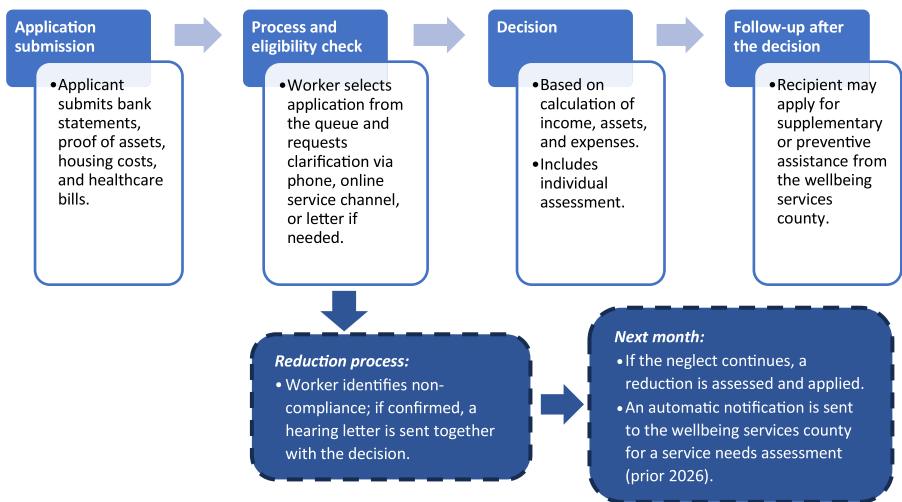 Application
submission
•Applicant
submits bank
statements,
proof of assets,
housing costs,
and healthcare
bills.
Process and
eligibility check
•Worker selects
application from
the queue and
requests
clarification via
phone, online
service channel,
or letter if
needed.
Decision
•Based on
calculation of
income, assets,
and expenses.
•Includes
individual
assessment.
Follow-up after
the decision
•Recipient may
apply for
supplementary
or preventive
assistance from
the wellbeing
services
county.
Reduction process:
• Worker identifies non-
compliance; if confirmed, a
hearing letter is sent together
with the decision.
Next month:
•If the neglect continues, a
reduction is assessed and applied.
•An automatic notification is sent
to the wellbeing services county
for a service needs assessment
(prior 2026).